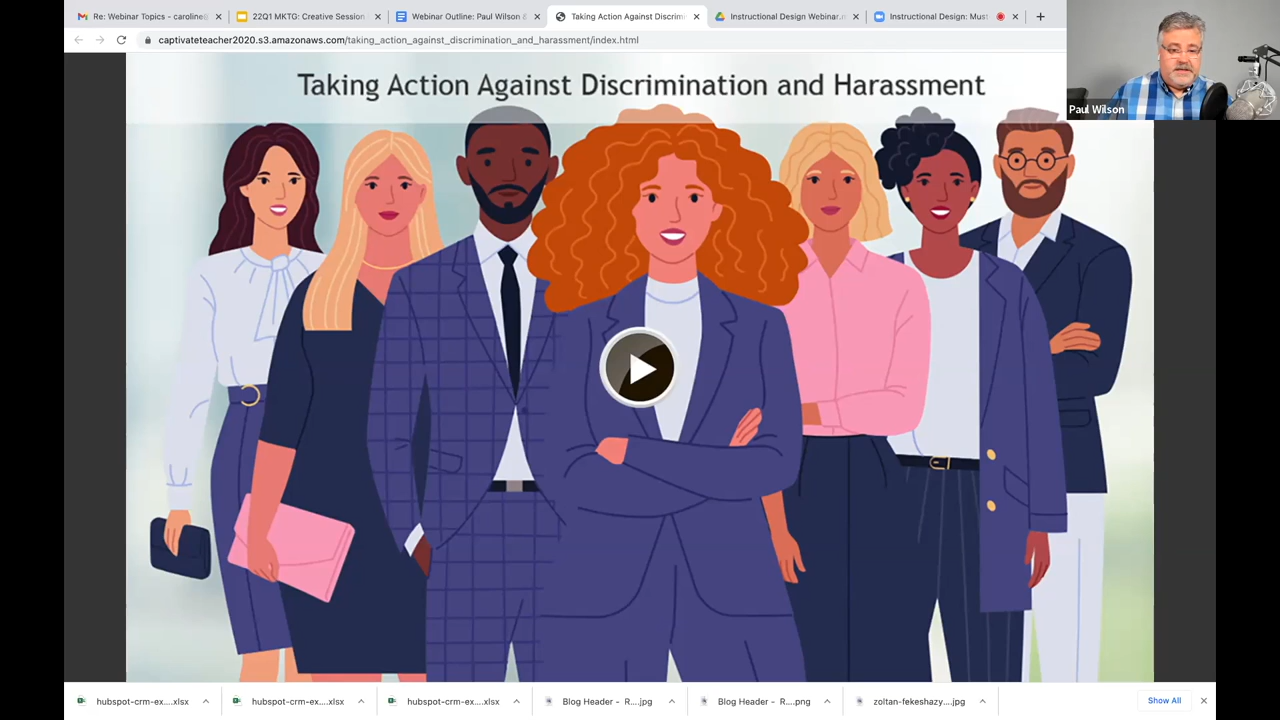 Re: Webinar Topics - caroline@
22Q1 MKTG: Creative Session
Webinar Outline: Paul Wilson &
Taking Action Against Discrim
Instructional Design Webinar.m
Instructional Design: Must
captivateteacher2020.s3.amazonaws.com/taking_action_against_discrimination_and_harassment/index.html
Paul Wilson
Taking Action Against Discrimination and Harassment
hubspot-crm-ex....xlsx
hubspot-crm-ex....xlsx
hubspot-crm-ex....xlsx
Blog Header - R....jpg
Blog Header - R....png
zoltan-fekeshazy....jpg
Show All